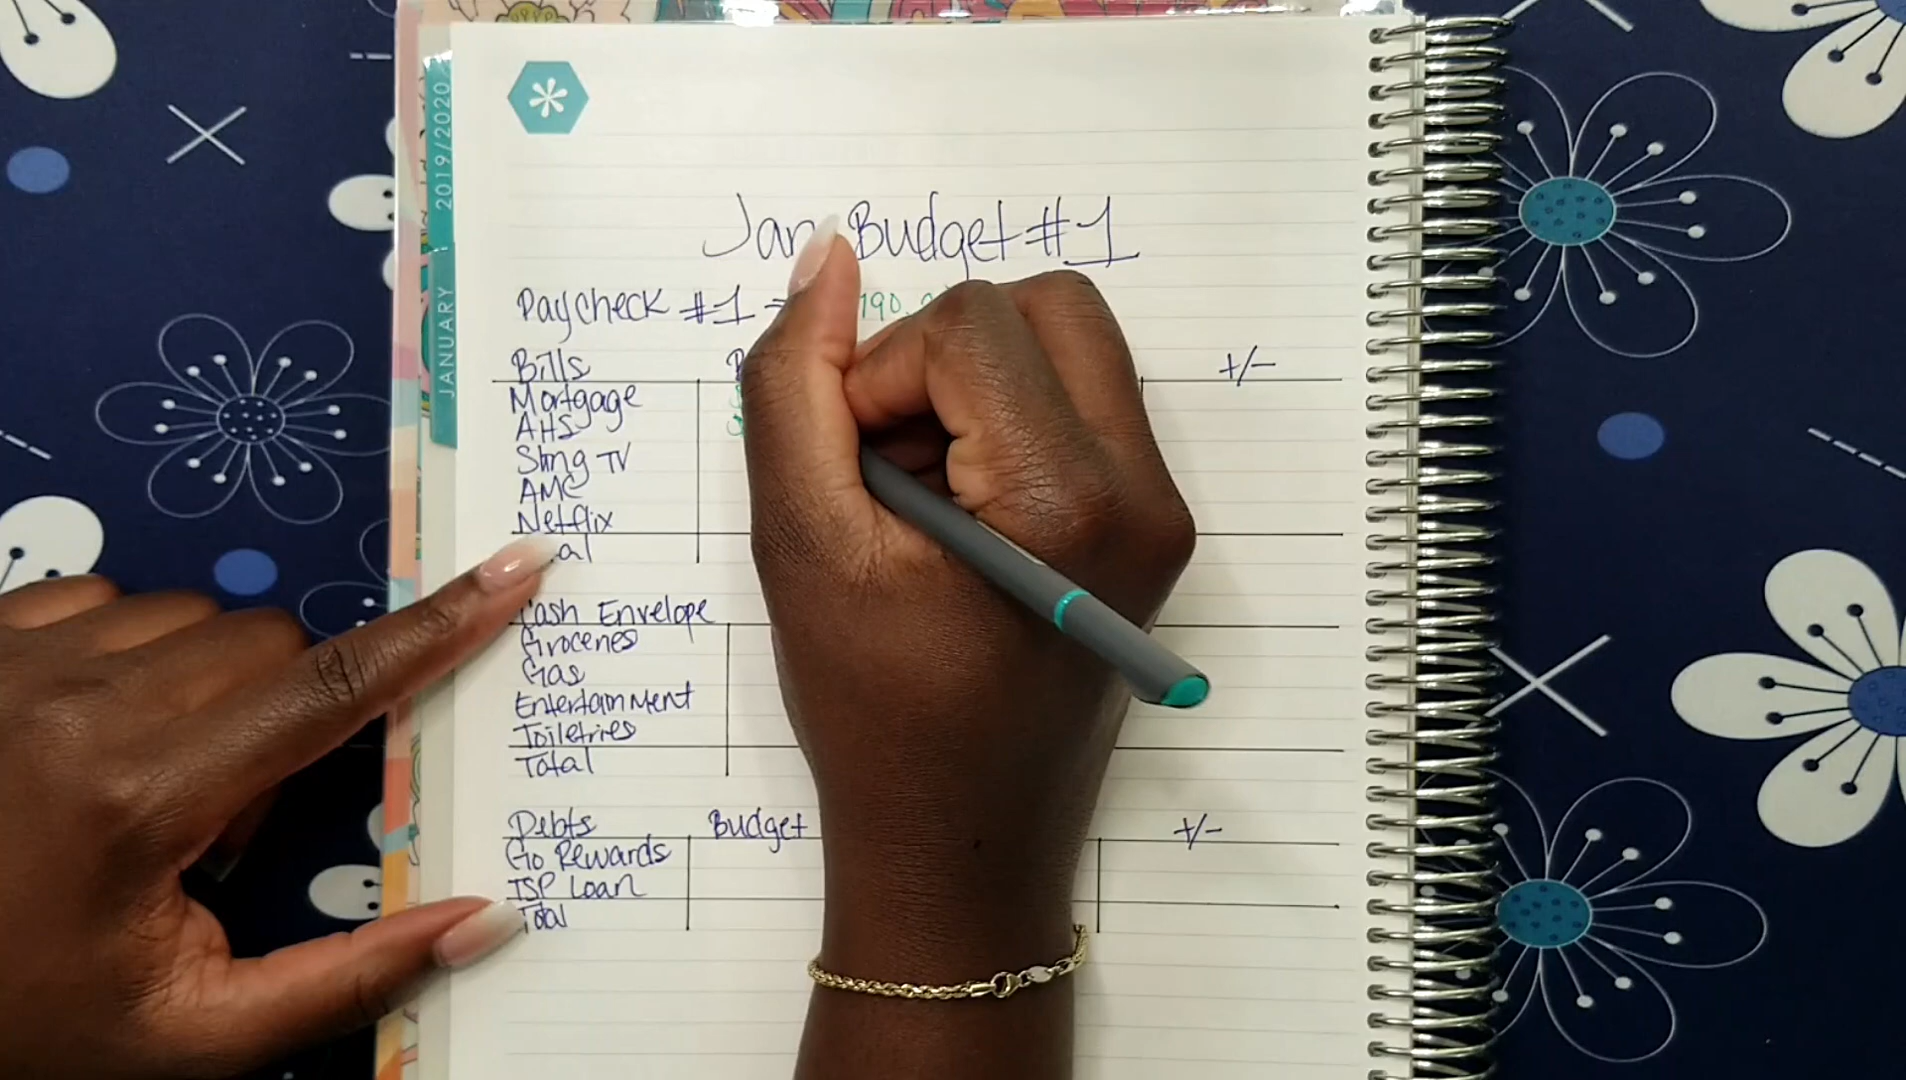 JANUARY 2019/2020
Jan Budget #1
Paycheck #1
Bills +/-
Mortgage
AHS
Sling TV
AMC
Netflix
Cash Envelope
Groceries
Gas
Entertainment
Toiletries
Total
Debts Budget +/-
Go Rewards
TSP Loan
Total